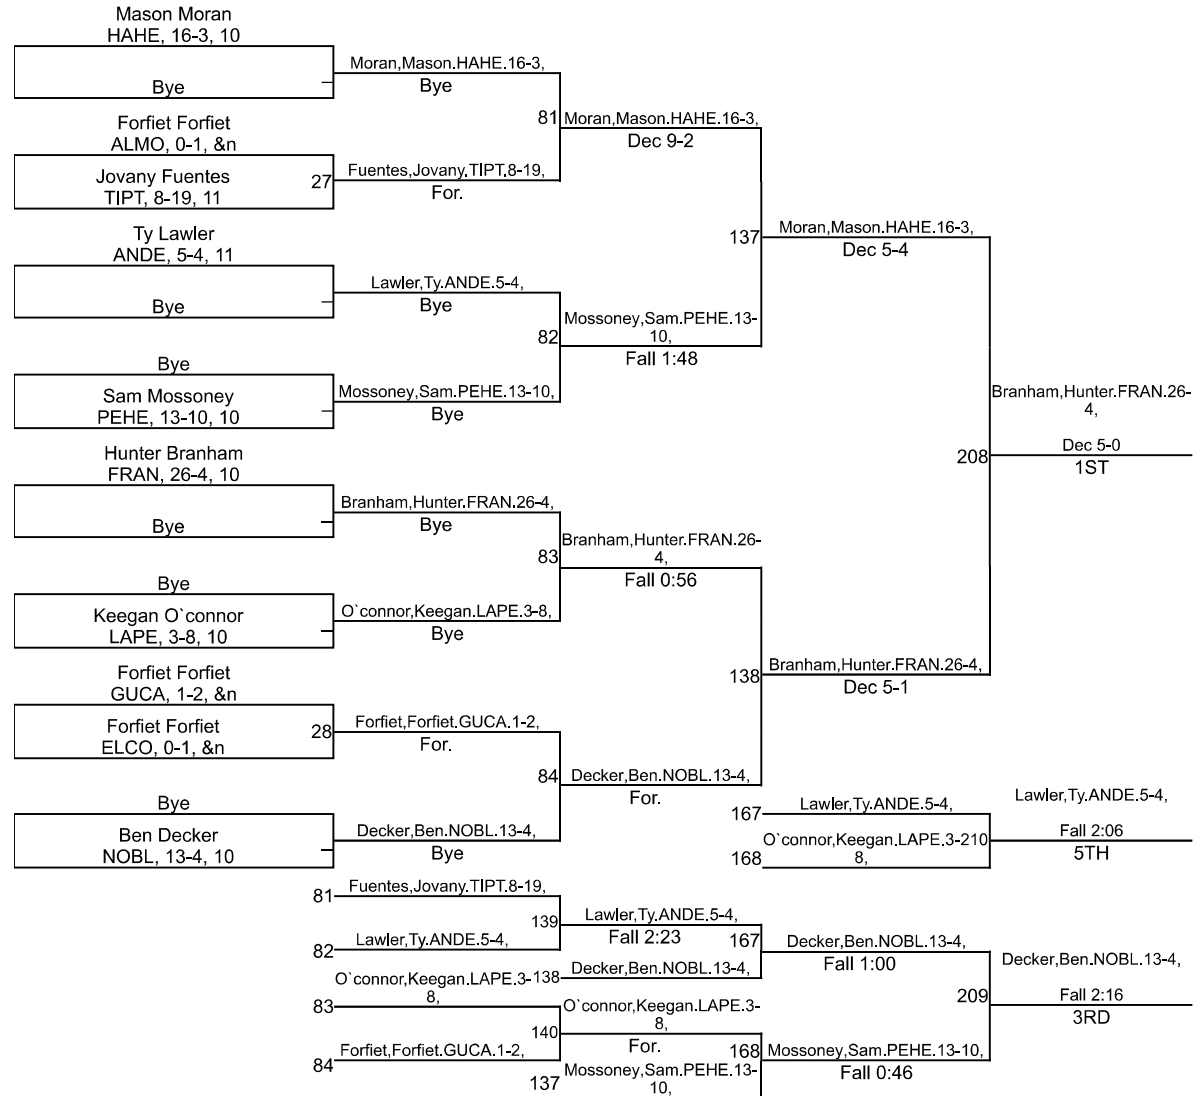 Mason Moran
HAHE, 16-3, 10
Bye
Moran,Mason.HAHE.16-3,
Bye
Forfiet Forfiet
ALMO, 0-1, &n
Jovany Fuentes
TIPT, 8-19, 11
27
Fuentes,Jovany.TIPT.8-19,
For.
81
Moran,Mason.HAHE.16-3,
Dec 9-2
Ty Lawler
ANDE, 5-4, 11
Bye
Lawler,Ty.ANDE.5-4,
Bye
Bye
Sam Mossoney
PEHE, 13-10, 10
Mossoney,Sam.PEHE.13-10,
Bye
82
Mossoney,Sam.PEHE.13-
10,
Fall 1:48
137
Moran,Mason.HAHE.16-3,
Dec 5-4
Hunter Branham
FRAN, 26-4, 10
Bye
Branham,Hunter.FRAN.26-4,
Bye
Bye
Keegan O`connor
LAPE, 3-8, 10
O`connor,Keegan.LAPE.3-8,
Bye
83
Branham,Hunter.FRAN.26-
4,
Fall 0:56
Forfiet Forfiet
GUCA, 1-2, &n
Forfiet Forfiet
ELCO, 0-1, &n
28
Forfiet,Forfiet.GUCA.1-2,
For.
Bye
Ben Decker
NOBL, 13-4, 10
Decker,Ben.NOBL.13-4,
Bye
84
Decker,Ben.NOBL.13-4,
For.
138
Branham,Hunter.FRAN.26-4,
Dec 5-1
208
Branham,Hunter.FRAN.26-
4,
Dec 5-0
1ST
167
Lawler,Ty.ANDE.5-4,
168
O`connor,Keegan.LAPE.3-
8,
210
Lawler,Ty.ANDE.5-4,
Fall 2:06
5TH
81
Fuentes,Jovany.TIPT.8-19,
82
Lawler,Ty.ANDE.5-4,
139
Lawler,Ty.ANDE.5-4,
Fall 2:23
138
Decker,Ben.NOBL.13-4,
167
Decker,Ben.NOBL.13-4,
Fall 1:00
83
O`connor,Keegan.LAPE.3-
8,
84
Forfiet,Forfiet.GUCA.1-2,
140
O`connor,Keegan.LAPE.3-
8,
For.
137
Mossoney,Sam.PEHE.13-
10,
168
Mossoney,Sam.PEHE.13-10,
Fall 0:46
209
Decker,Ben.NOBL.13-4,
Fall 2:16
3RD